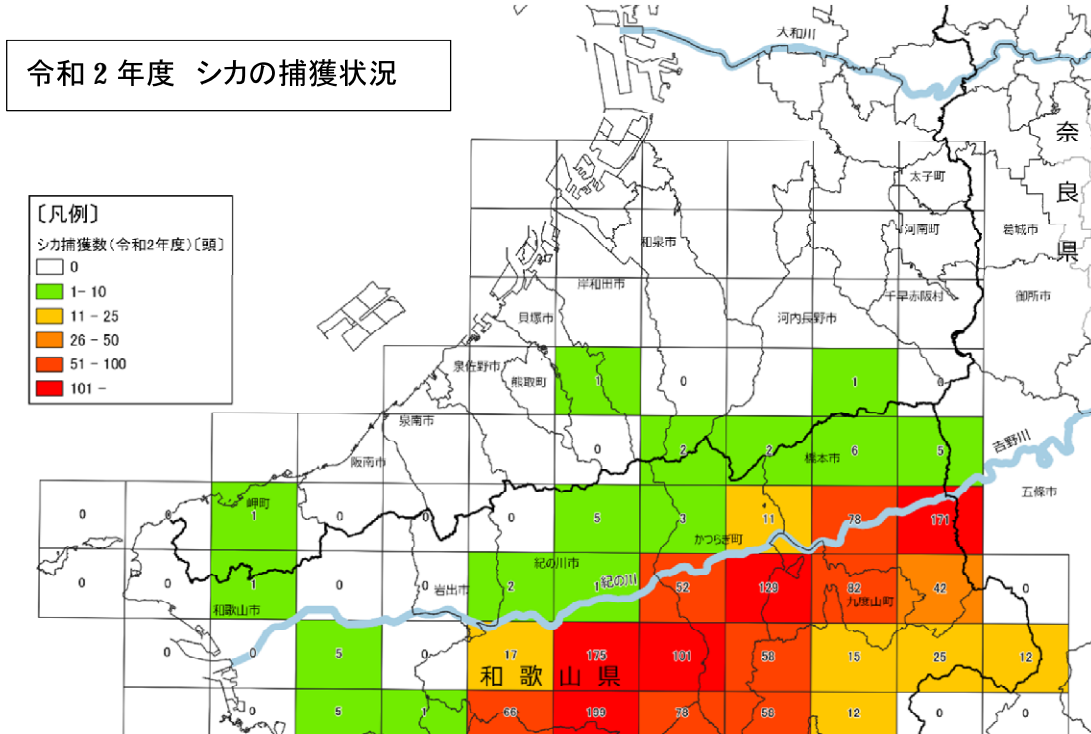 令和２年度 シカの捕獲状況
〔凡例〕
シカ捕獲数(令和2年度)〔頭〕
0
1- 10
11 - 25
26 - 50
51 - 100
101 -
大和川
奈良県
太子町
河南町
葛城市
和泉市
岸和田市
千早赤阪村
御所市
貝塚市
河内長野市
泉佐野市
熊取町
1
0
1
0
泉南市
阪南市
0
2
2
橋本市
6
5
吉野川
五條市
岬町
0
0
1
0
0
0
5
3
11
78
171
かつらぎ町
紀の川市
0
0
1
0
0
岩出市
2
1
紀の川
52
129
82
42
0
九度山町
和歌山市
0
0
5
0
17
175
101
58
15
25
12
和歌山県
0
5
1
66
199
78
58
12
0
0